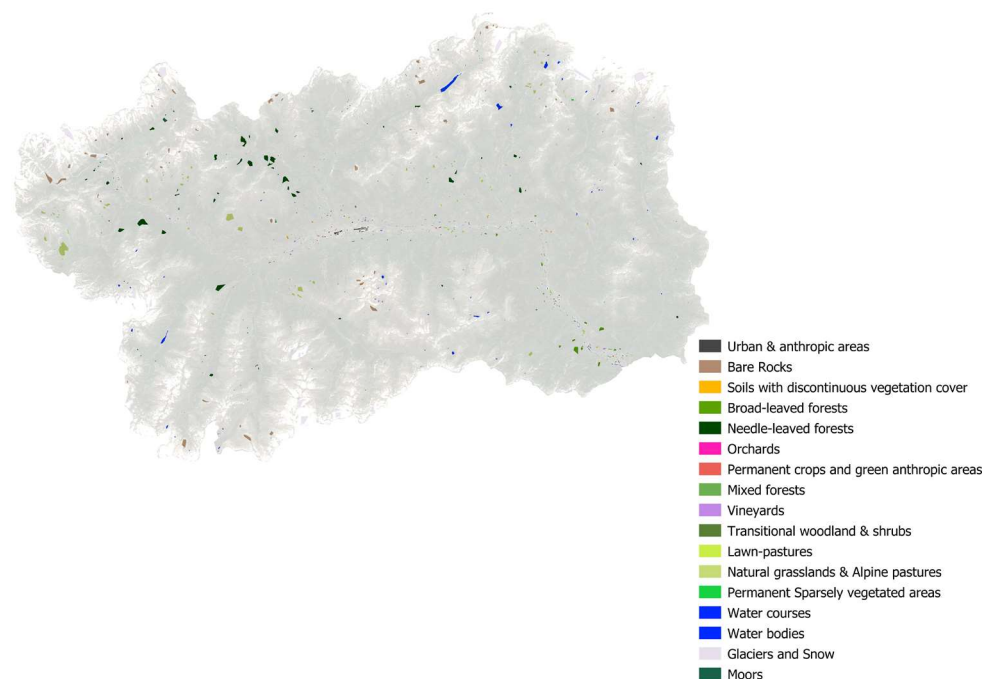 Urban & anthropic areas
Bare Rocks
Soils with discontinuous vegetation cover
Broad-leaved forests
Needle-leaved forests
Orchards
Permanent crops and green anthropic areas
Mixed forests
Vineyards
Transitional woodland & shrubs
Lawn-pastures
Natural grasslands & Alpine pastures
Permanent Sparsely vegetated areas
Water courses
Water bodies
Glaciers and Snow
Moors